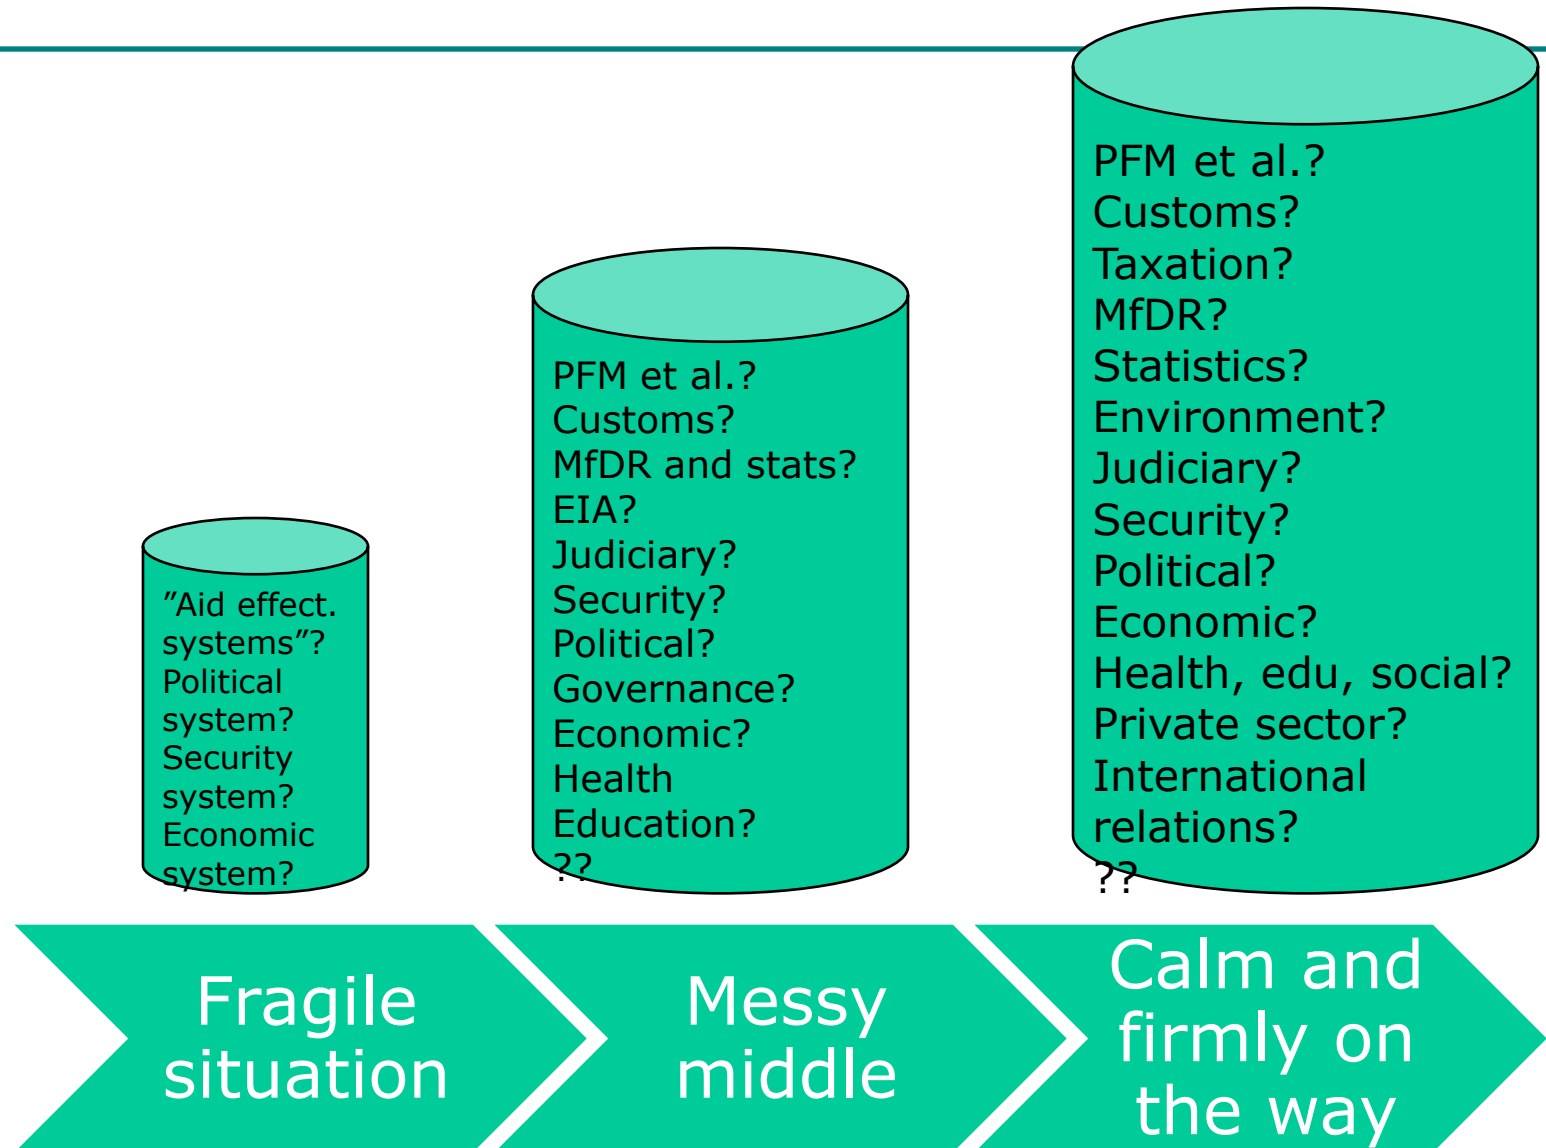 ″Aid effect.
systems″?
Political
system?
Security
system?
Economic
system?
PFM et al.?
Customs?
MfDR and stats?
EIA?
Judiciary?
Security?
Political?
Governance?
Economic?
Health
Education?
??
PFM et al.?
Customs?
Taxation?
MfDR?
Statistics?
Environment?
Judiciary?
Security?
Political?
Economic?
Health, edu, social?
Private sector?
International
relations?
??
Fragile
situation
Messy
middle
Calm and
firmly on
the way